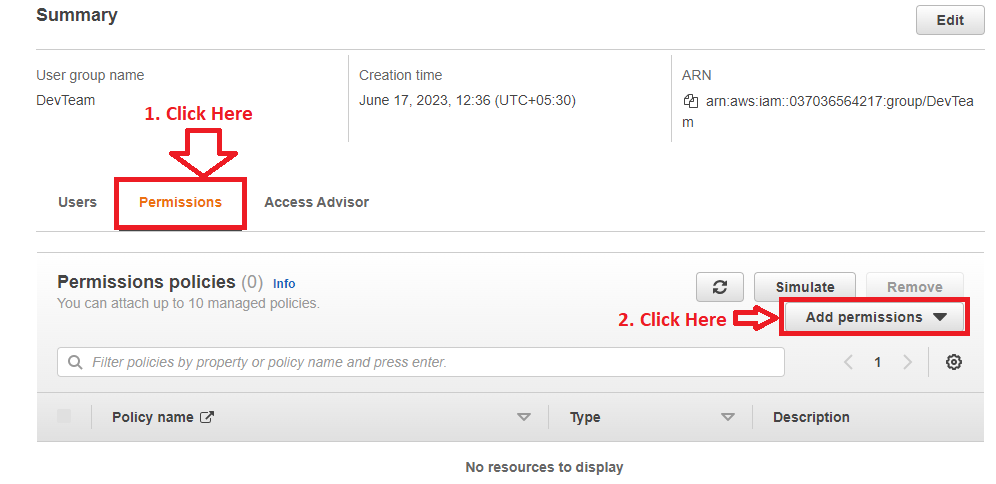 Summary
Edit
User group name
Creation time
ARN
DevTeam
June 17, 2023, 12:36 (UTC+05:30)
arn:aws:iam::037036564217:group/DevTea
m
1. Click Here
Users
Permissions
Access Advisor
Permissions policies (0) Info
You can attach up to 10 managed policies.
Simulate
Remove
2. Click Here
Add permissions
Filter policies by property or policy name and press enter.
1
Policy name
Type
Description
No resources to display